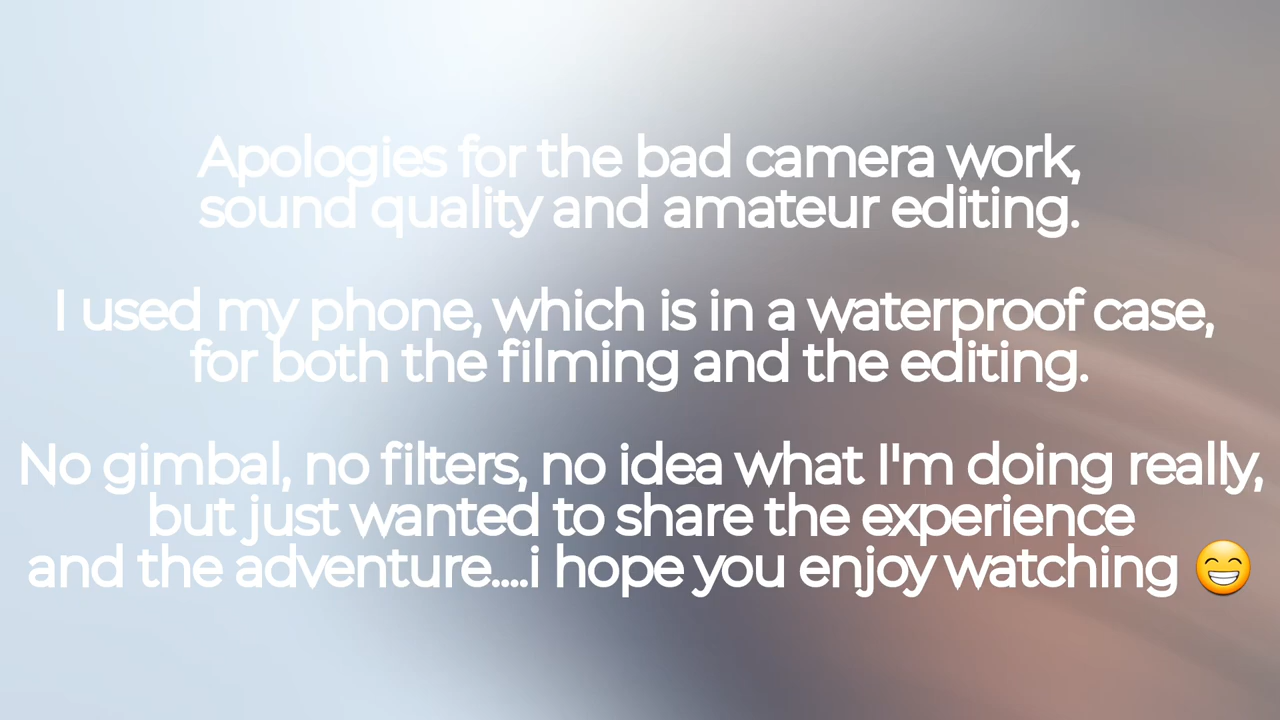 Apologies for the bad camera work,
sound quality and amateur editing.
I used my phone, which is in a waterproof case,
for both the filming and the editing.
No gimbal, no filters, no idea what I'm doing really,
but just wanted to share the experience
and the adventure....i hope you enjoy watching 😁